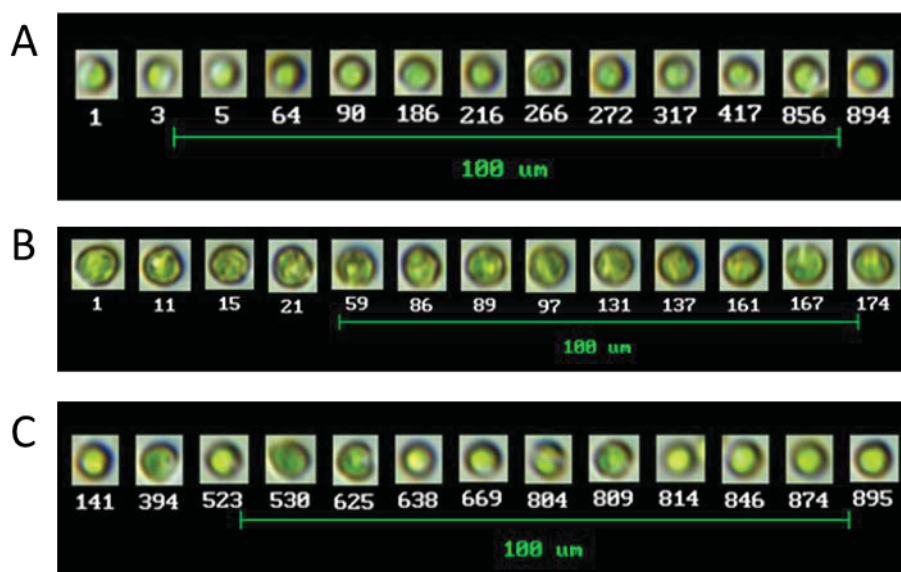 A
1 3 5 64 90 186 216 266 272 317 417 856 894
100 um
B
1 11 15 21 59 86 89 97 131 137 161 167 174
100 um
C
141 394 523 530 625 638 669 804 809 814 846 874 895
100 um